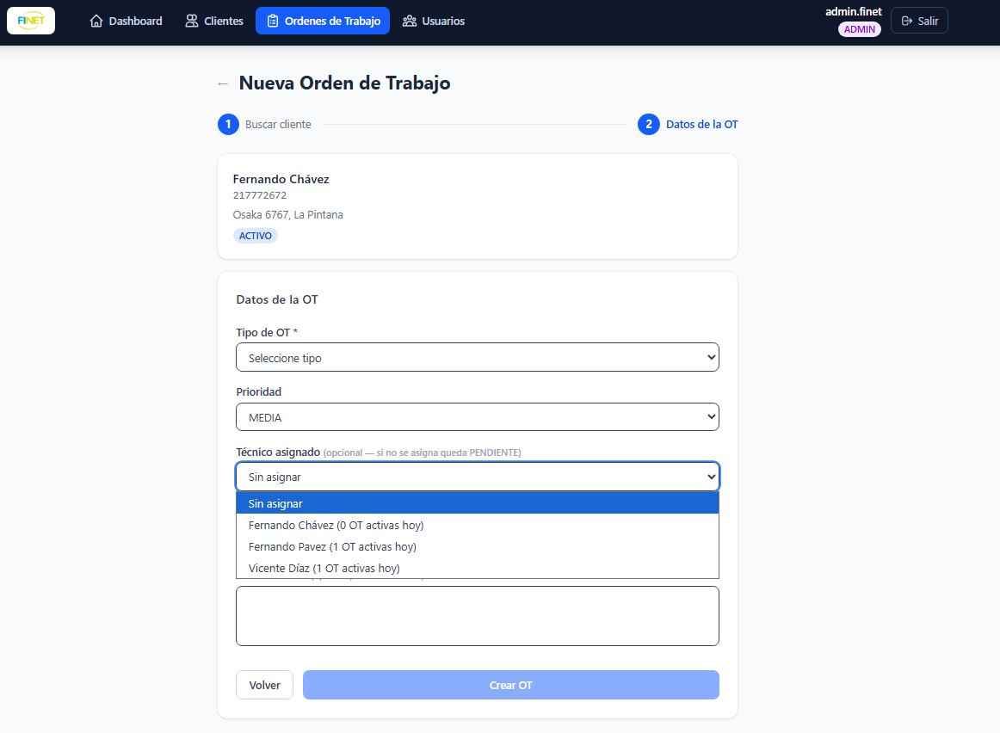 FINET
Dashboard
Clientes
Ordenes de Trabajo
Usuarios
admin.finet
ADMIN
Salir
← Nueva Orden de Trabajo
1 Buscar cliente
2 Datos de la OT
Fernando Chávez
217772672
Osaka 6767, La Pintana
ACTIVO
Datos de la OT
Tipo de OT *
Seleccione tipo
Prioridad
MEDIA
Técnico asignado (opcional — si no se asigna queda PENDIENTE)
Sin asignar
Sin asignar
Fernando Chávez (0 OT activas hoy)
Fernando Pavez (1 OT activas hoy)
Vicente Díaz (1 OT activas hoy)
Volver
Crear OT